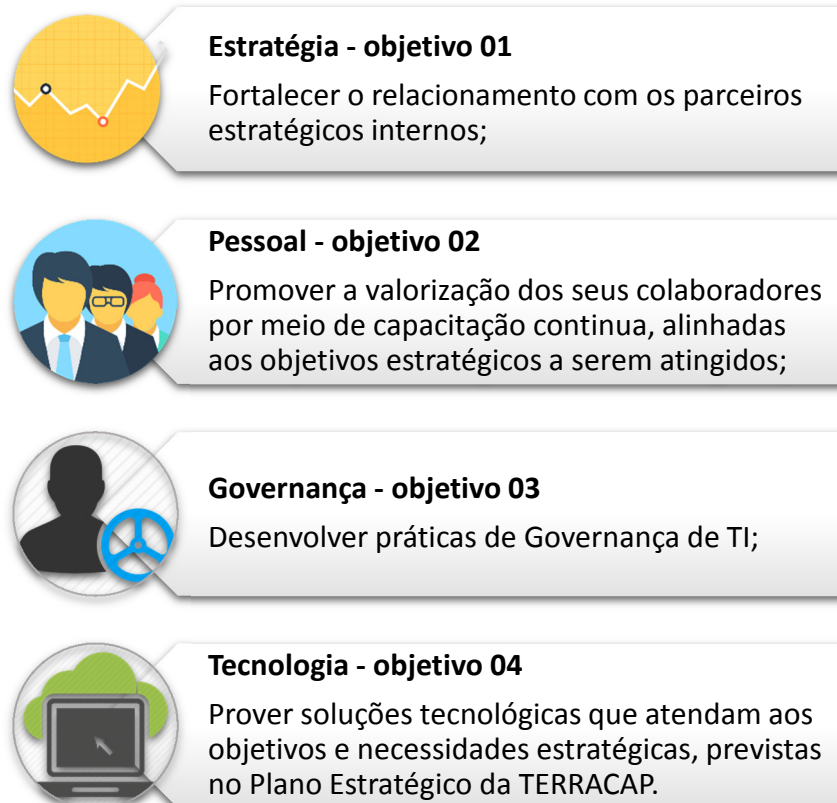 Estratégia - objetivo 01
Fortalecer o relacionamento com os parceiros
estratégicos internos;
Pessoal - objetivo 02
Promover a valorização dos seus colaboradores
por meio de capacitação continua, alinhadas
aos objetivos estratégicos a serem atingidos;
Governança - objetivo 03
Desenvolver práticas de Governança de TI;
Tecnologia - objetivo 04
Prover soluções tecnológicas que atendam aos
objetivos e necessidades estratégicas, previstas
no Plano Estratégico da TERRACAP.